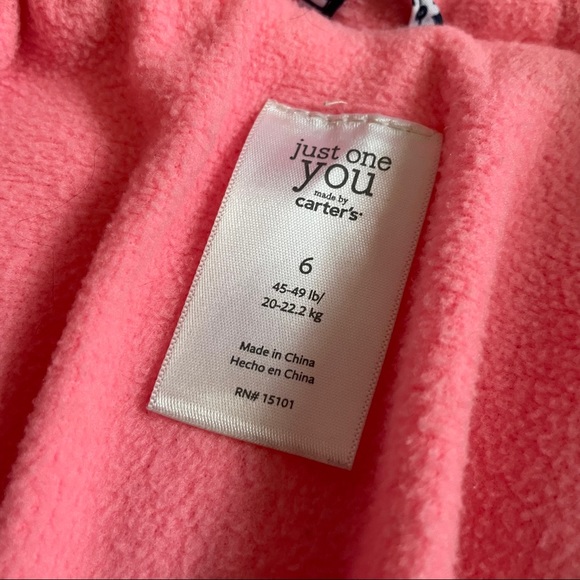 just one
you
made by
carter's
6
45-49 lb/
20-22.2 kg
Made in China
Hecho en China
RN# 15101